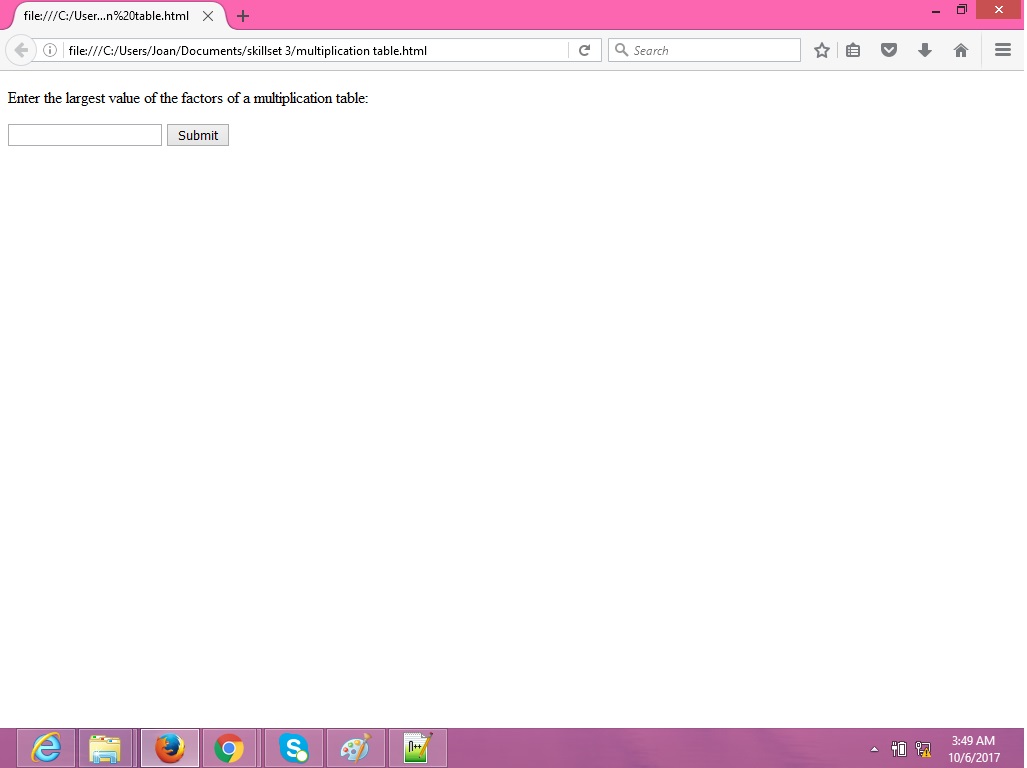 file:///C:/User...n%20table.html
file:///C:/Users/Joan/Documents/skillset 3/multiplication table.html
Search
Enter the largest value of the factors of a multiplication table:
Submit
3:49 AM
10/6/2017